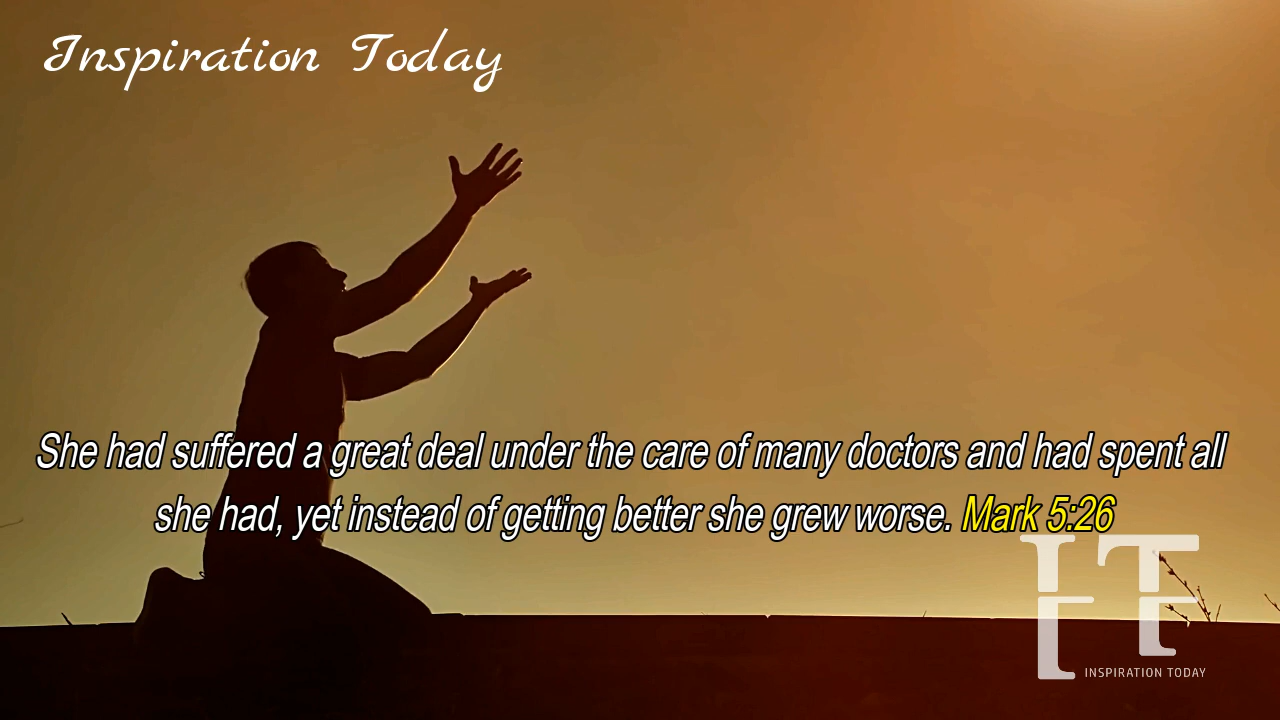 Inspiration Today
She had suffered a great deal under the care of many doctors and had spent all
she had, yet instead of getting better she grew worse. Mark 5:26
IT
INSPIRATION TODAY